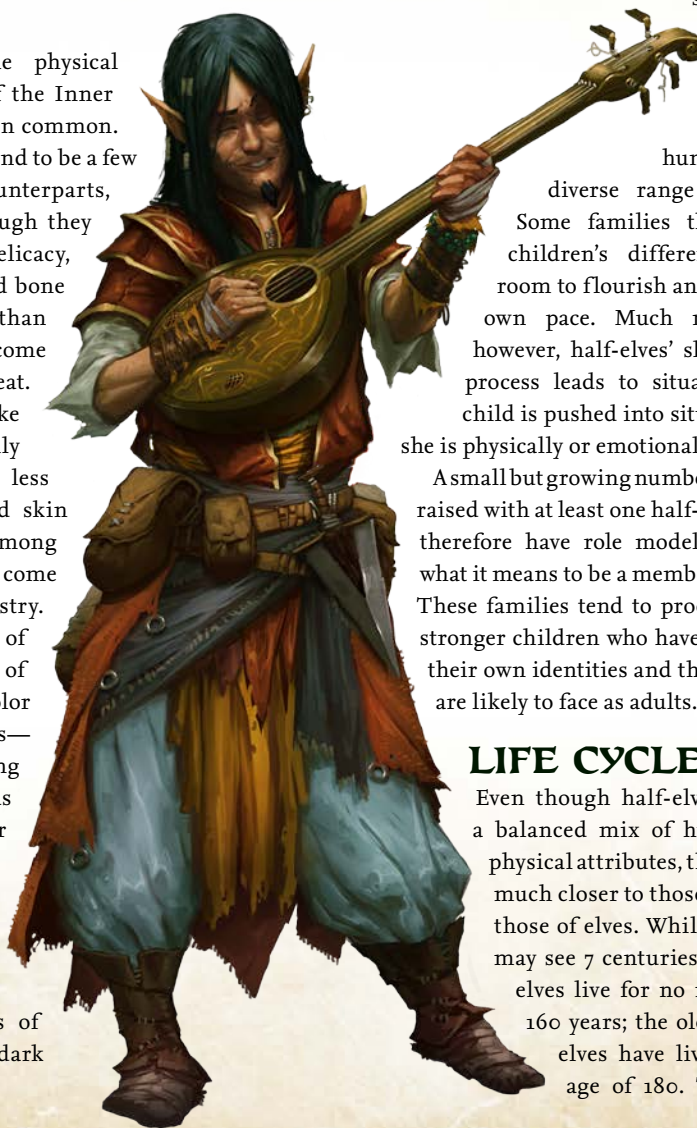 physical
the Inner
n common.
nd to be a few
unterparts,
ugh they
elicacy,
bone
than
come
eat.
ke
ly
less
skin
mong
come
stry.
of
of
olor
s—
ng
s
r
s of
dark
s
hum
diverse range
Some families th
children's differen
room to flourish an
own pace. Much
however, half-elves' sl
process leads to situa
child is pushed into situ
she is physically or emotional
A small but growing numbe
raised with at least one half-
therefore have role model
what it means to be a memb
These families tend to pro
stronger children who have
their own identities and th
are likely to face as adults.
LIFE CYCLE
Even though half-elv
a balanced mix of h
physical attributes, th
much closer to those
those of elves. Whil
may see 7 centuries
elves live for no
160 years; the ol
elves have liv
age of 180.